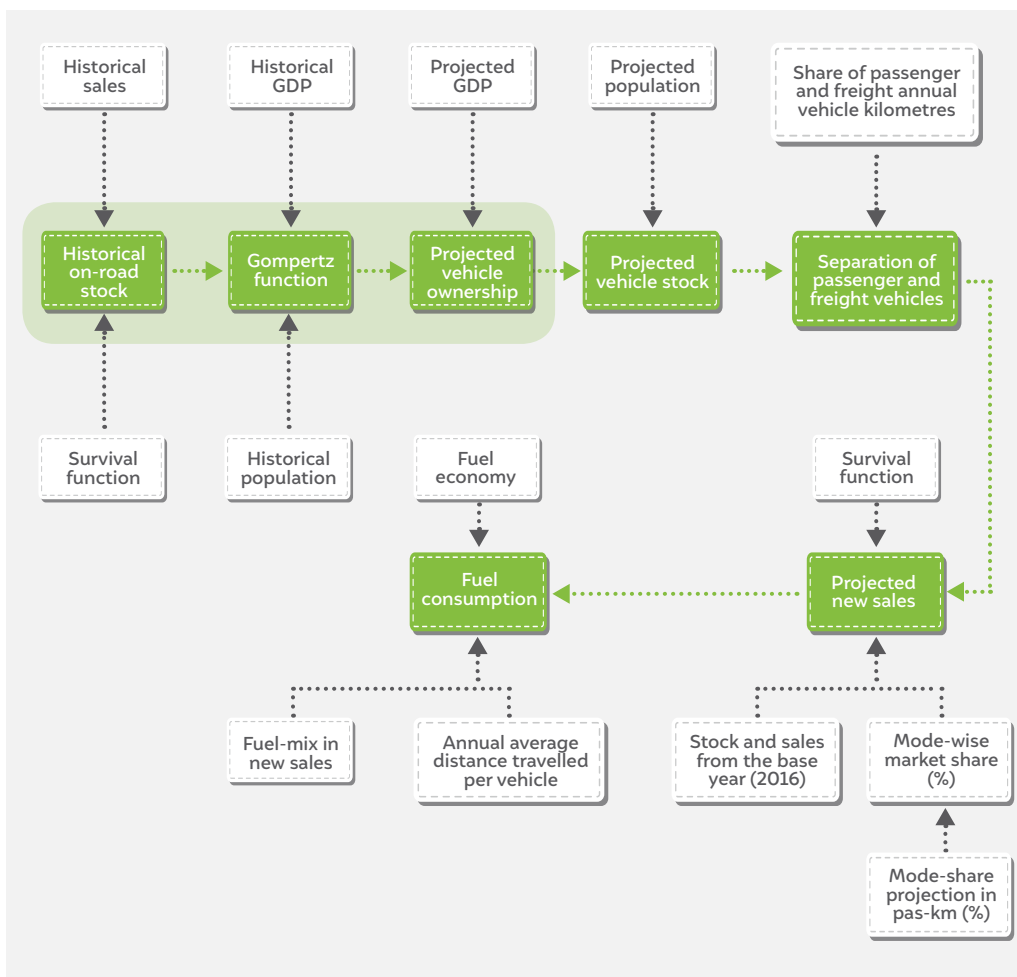 Historical
sales
Historical
GDP
Projected
GDP
Projected
population
Share of passenger
and freight annual
vehicle kilometres
Historical
on-road
stock
Gompertz
function
Projected
vehicle
ownership
Projected
vehicle stock
Separation of
passenger and
freight vehicles
Survival
function
Historical
population
Fuel
economy
Survival
function
Fuel
consumption
Projected
new sales
Fuel-mix in
new sales
Annual average
distance travelled
per vehicle
Stock and sales
from the base
year (2016)
Mode-wise
market share
(%)
Mode-share
projection in
pas-km (%)